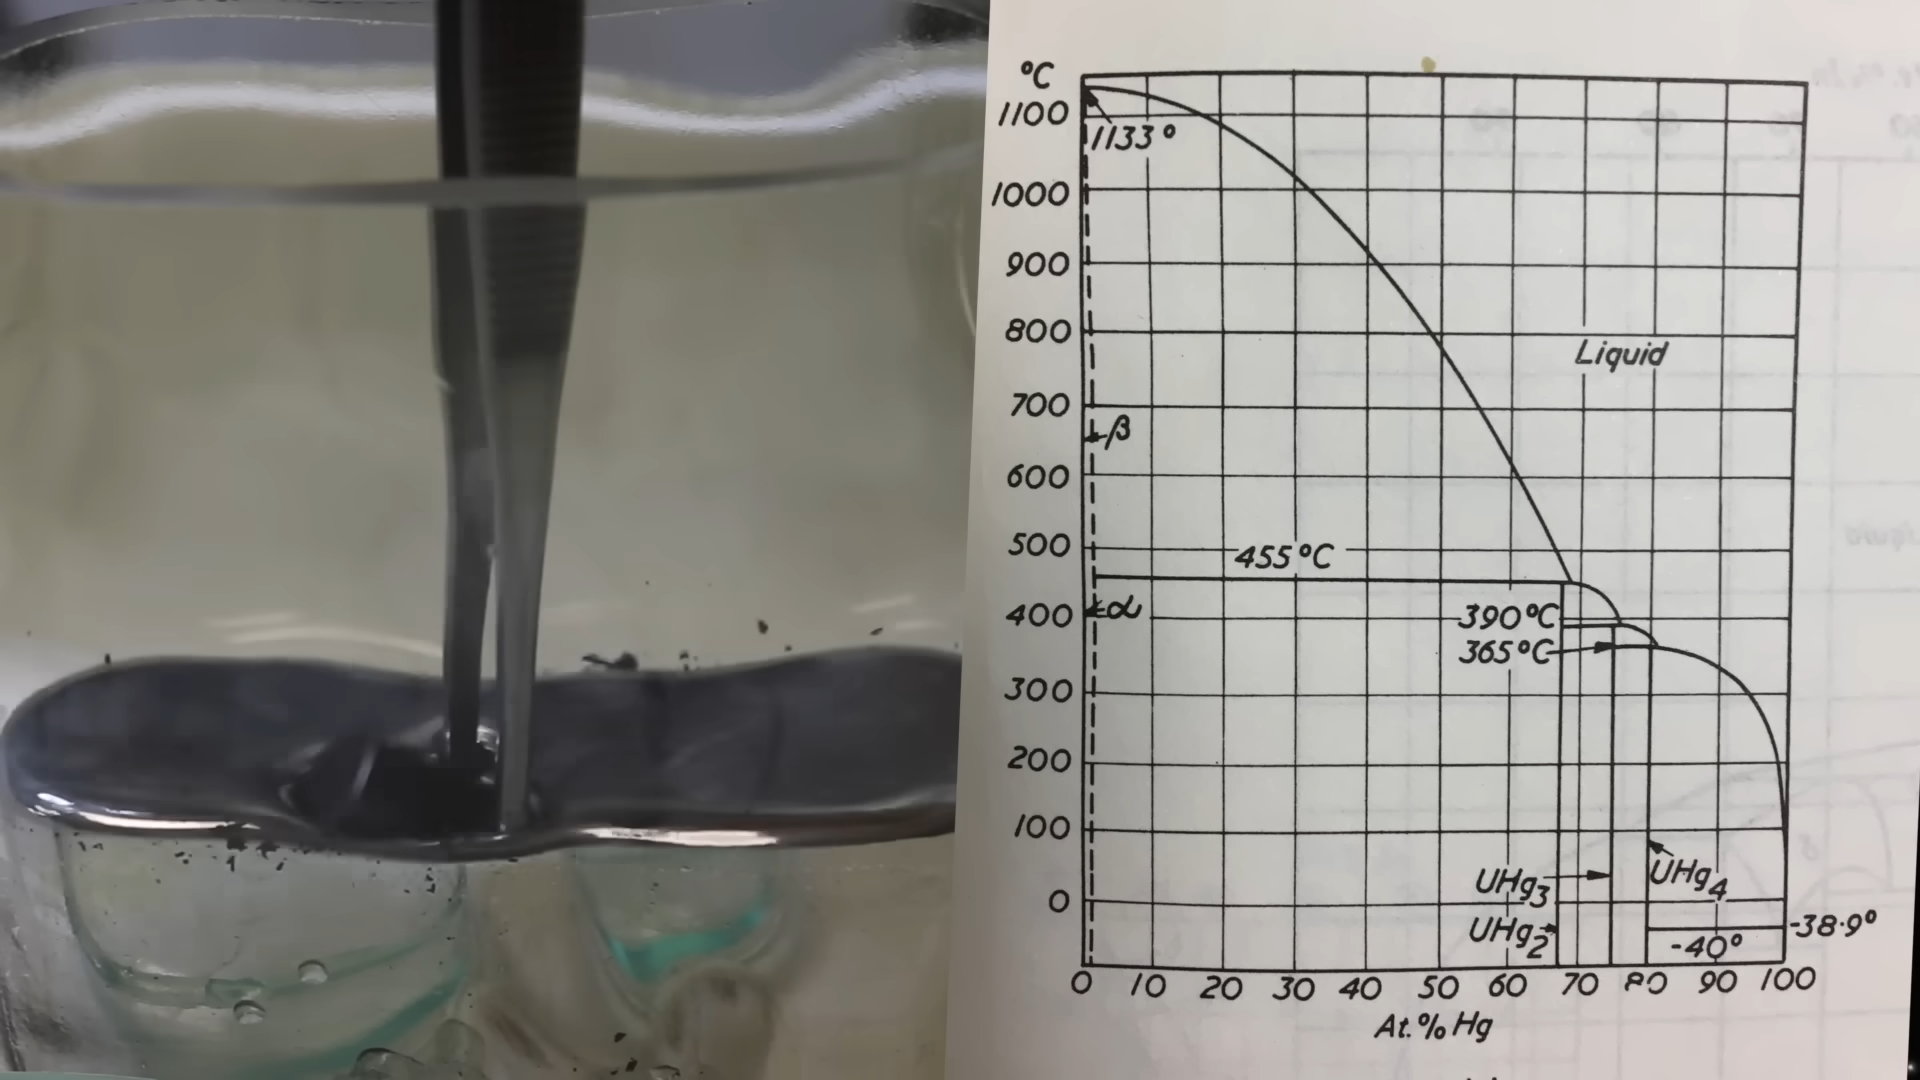 °C
1100
1133°
1000
900
800
Liquid
700
β
600
500
455°C
400
α
390°C
365°C
300
200
100
UHg3
UHg4
0
UHg2
-38.9°
-40°
0 10 20 30 40 50 60 70 80 90 100
At.% Hg